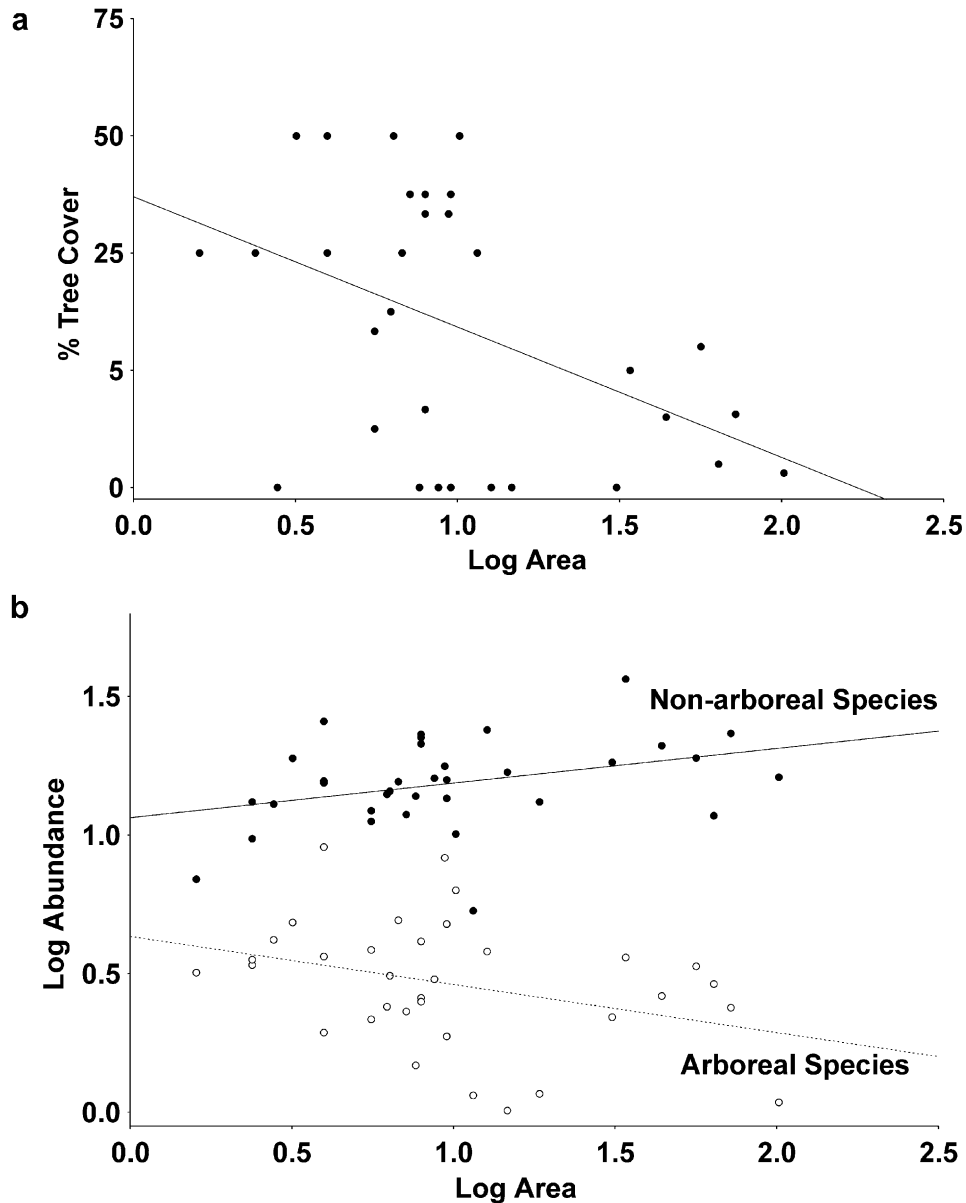 a
75
50
25
5
0
% Tree Cover
0.0 0.5 1.0 1.5 2.0 2.5
Log Area
b
1.5
1.0
0.5
0.0
Log Abundance
Non-arboreal Species
Arboreal Species
0.0 0.5 1.0 1.5 2.0 2.5
Log Area